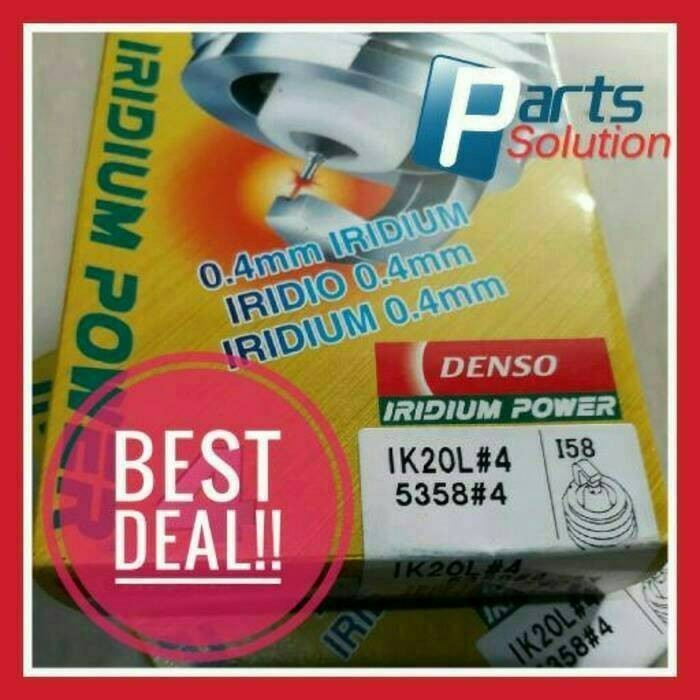 IRIDIUM POWER
Parts
Solution
0.4mm IRIDIUM
IRIDIO 0.4mm
IRIDIUM 0.4mm
DENSO
IRIDIUM POWER
IK20L#4
5358#4
I58
BEST
DEAL!!
IK20L#4
IK20L#4
5358#4